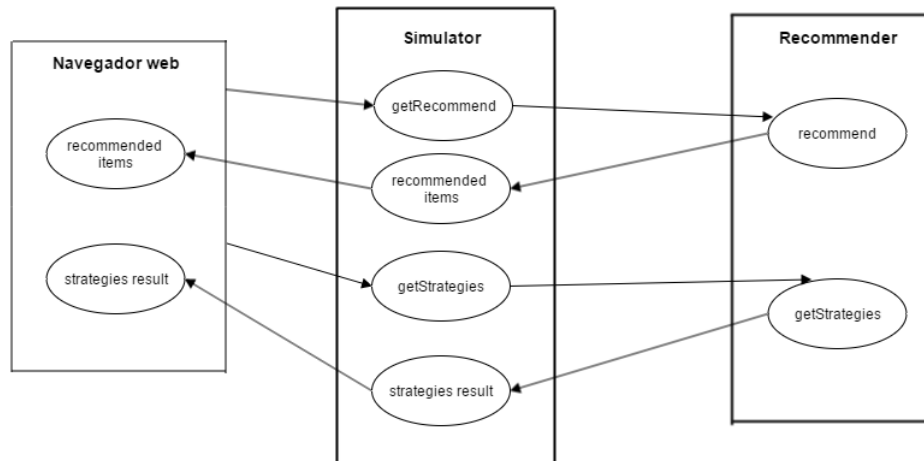 Navegador web
recommended
items
strategies result
Simulator
getRecommend
recommended
items
getStrategies
strategies result
Recommender
recommend
getStrategies